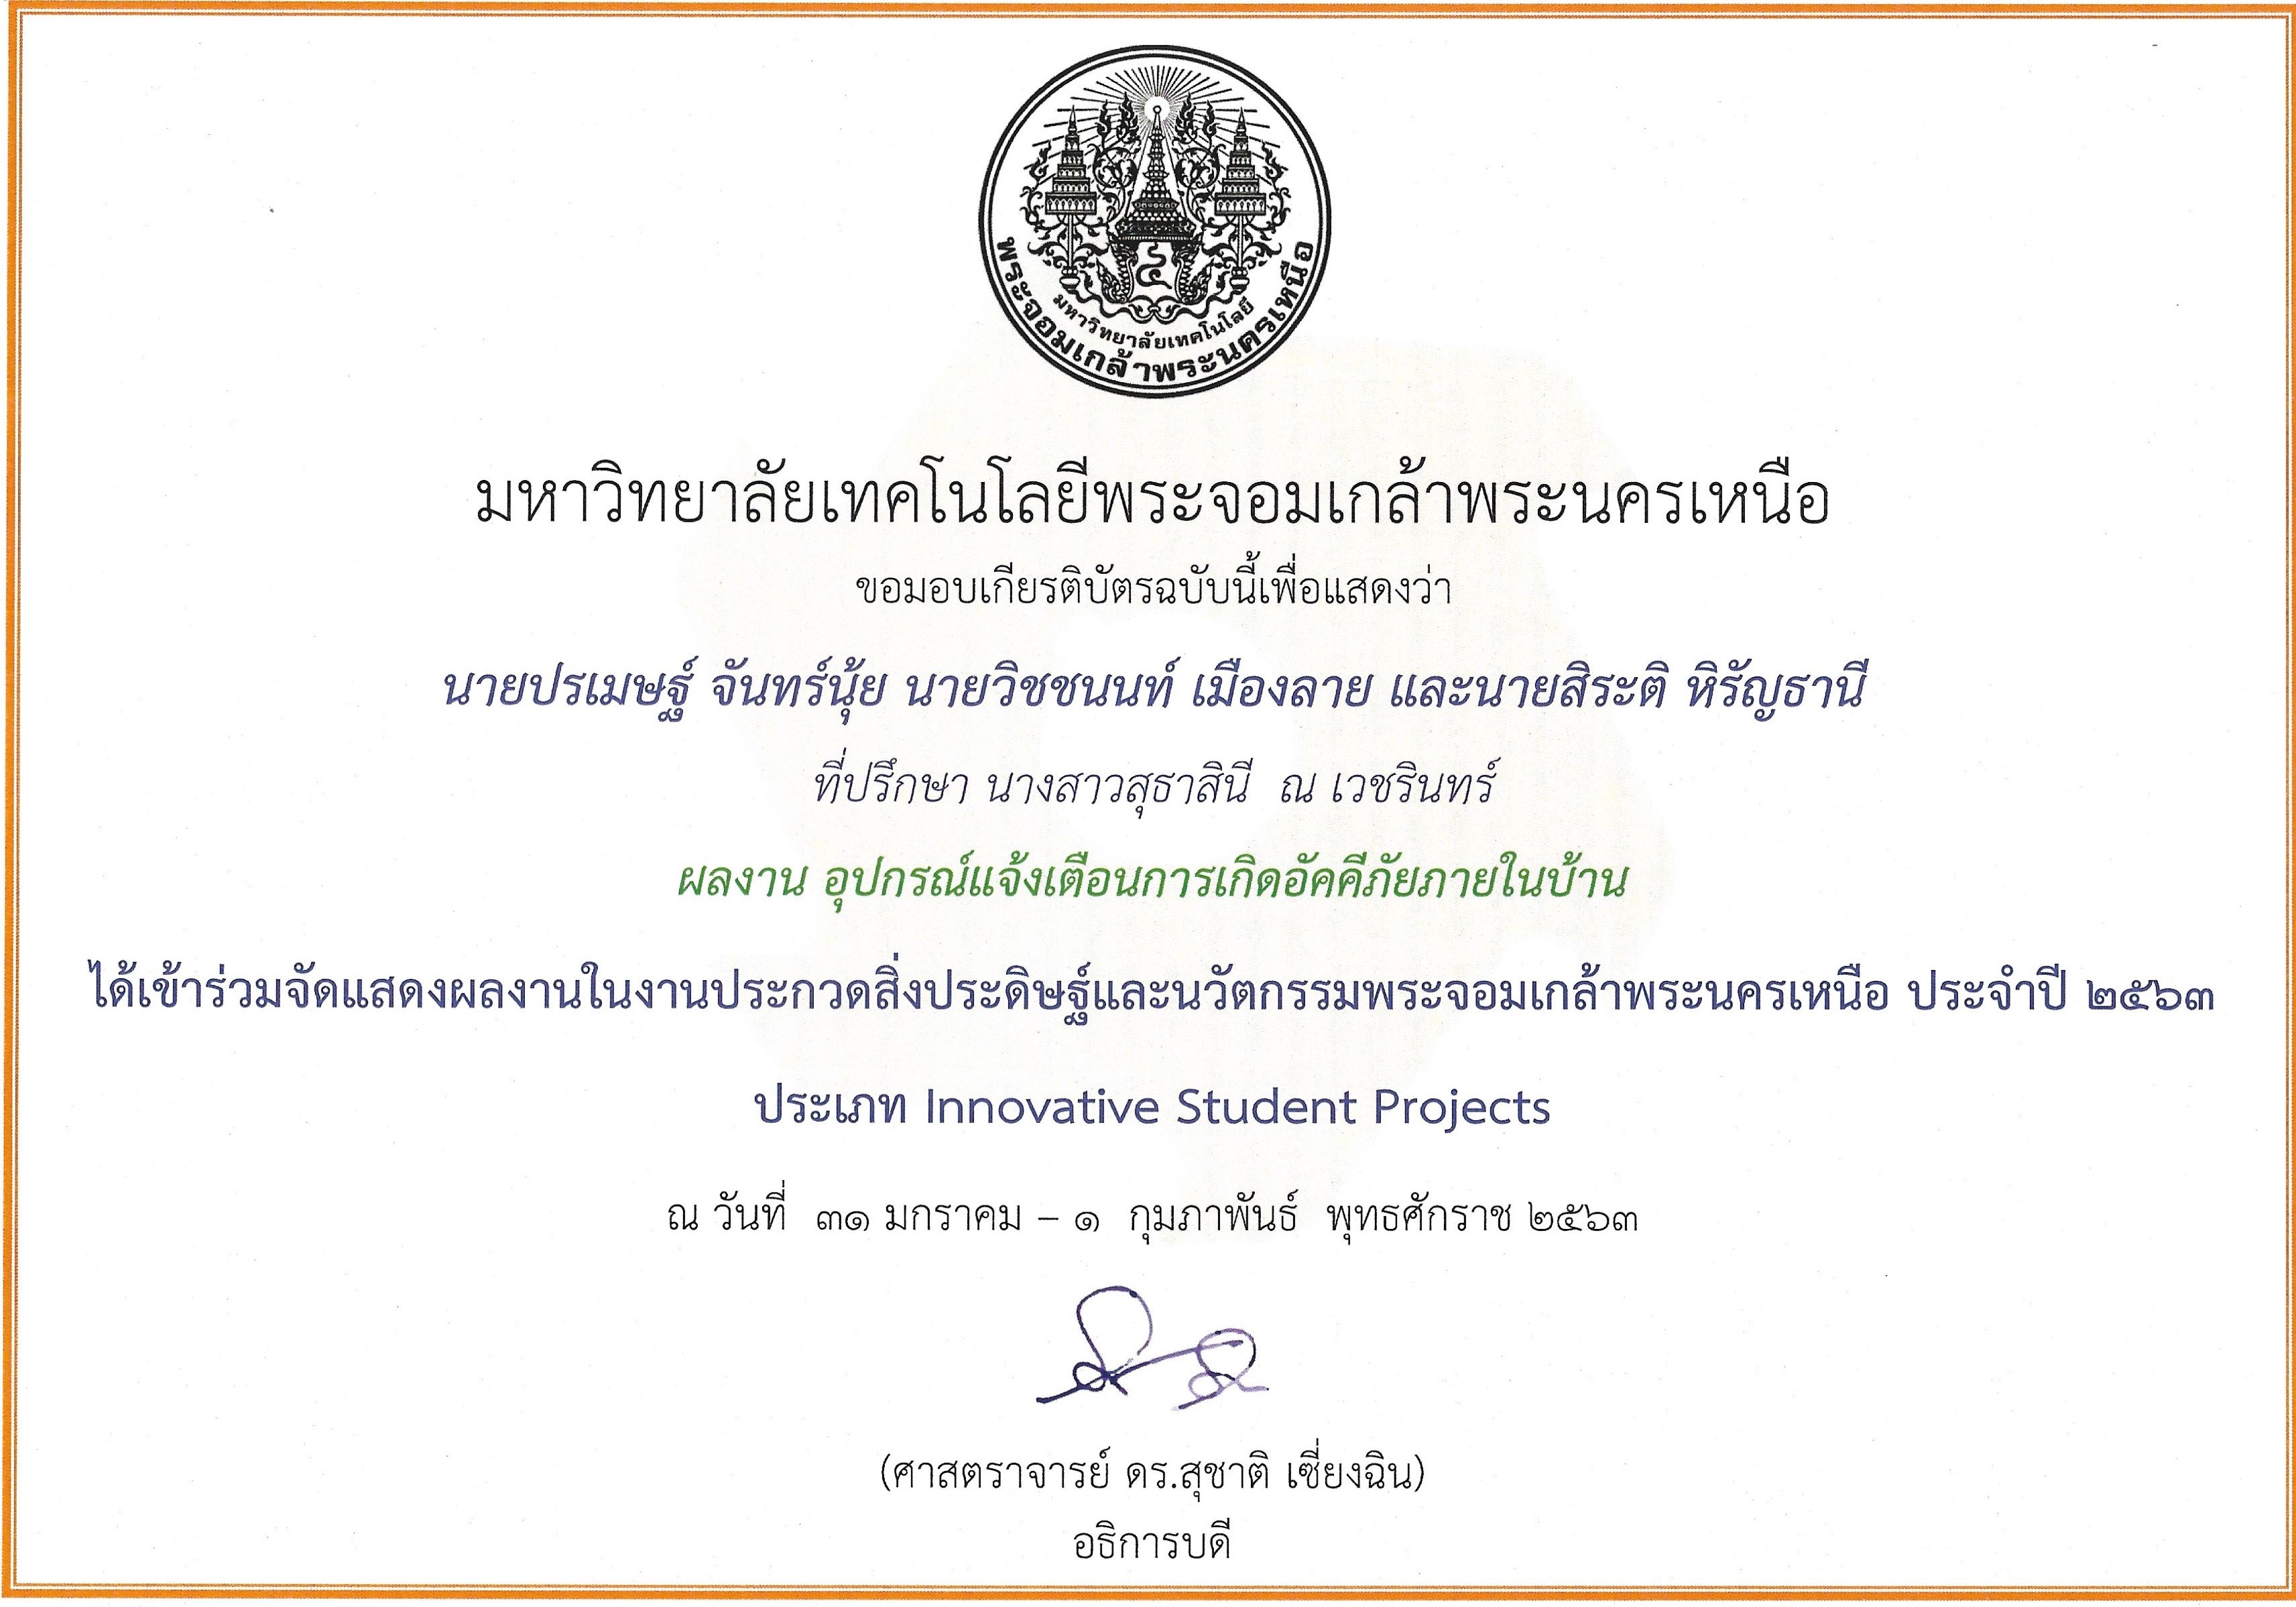 มหาวิทยาลัยเทคโนโลยี
พระจอมเกล้าพระนครเหนือ
มหาวิทยาลัยเทคโนโลยีพระจอมเกล้าพระนครเหนือ
ขอมอบเกียรติบัตรฉบับนี้เพื่อแสดงว่า
นายปรเมษฐ์ จันทร์นุ้ย นายวิชชนนท์ เมืองลาย และนายสิระติ หิรัญธานี
ที่ปรึกษา นางสาวสุธาสินี ณ เวชรินทร์
ผลงาน อุปกรณ์แจ้งเตือนการเกิดอัคคีภัยภายในบ้าน
ได้เข้าร่วมจัดแสดงผลงานในงานประกวดสิ่งประดิษฐ์และนวัตกรรมพระจอมเกล้าพระนครเหนือ ประจำปี ๒๕๖๓
ประเภท Innovative Student Projects
ณ วันที่ ๓๑ มกราคม – ๑ กุมภาพันธ์ พุทธศักราช ๒๕๖๓
(ศาสตราจารย์ ดร.สุชาติ เซี่ยงฉิน)
อธิการบดี